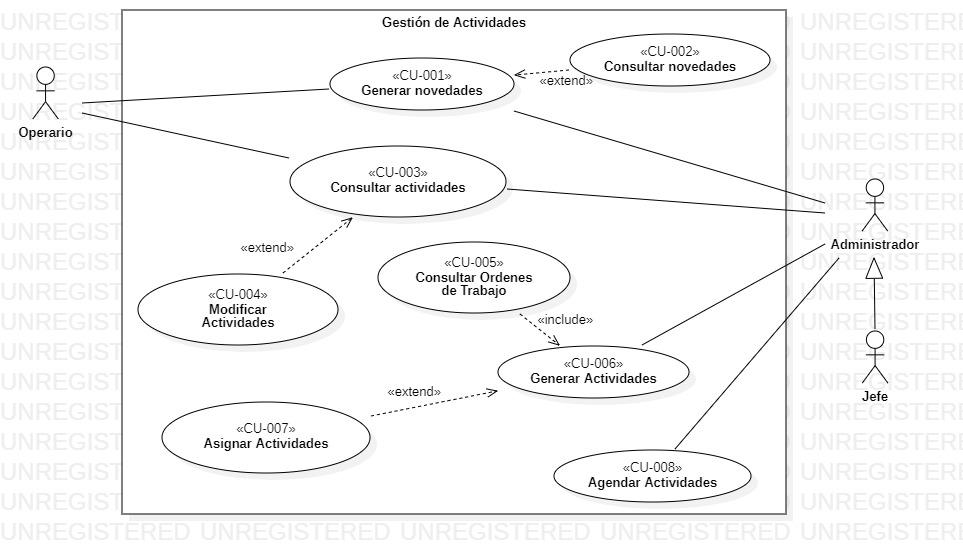 Gestión de Actividades
«CU-002»
Consultar novedades
«CU-001»
Generar novedades
«extend»
Operario
«CU-003»
Consultar actividades
Administrador
«extend»
«CU-005»
Consultar Ordenes
de Trabajo
«CU-004»
Modificar
Actividades
«include»
«CU-006»
Generar Actividades
Jefe
«extend»
«CU-007»
Asignar Actividades
«CU-008»
Agendar Actividades
UNREGISTERED UNREGISTERED UNREGISTERED UNREGISTERED UNREGISTERE